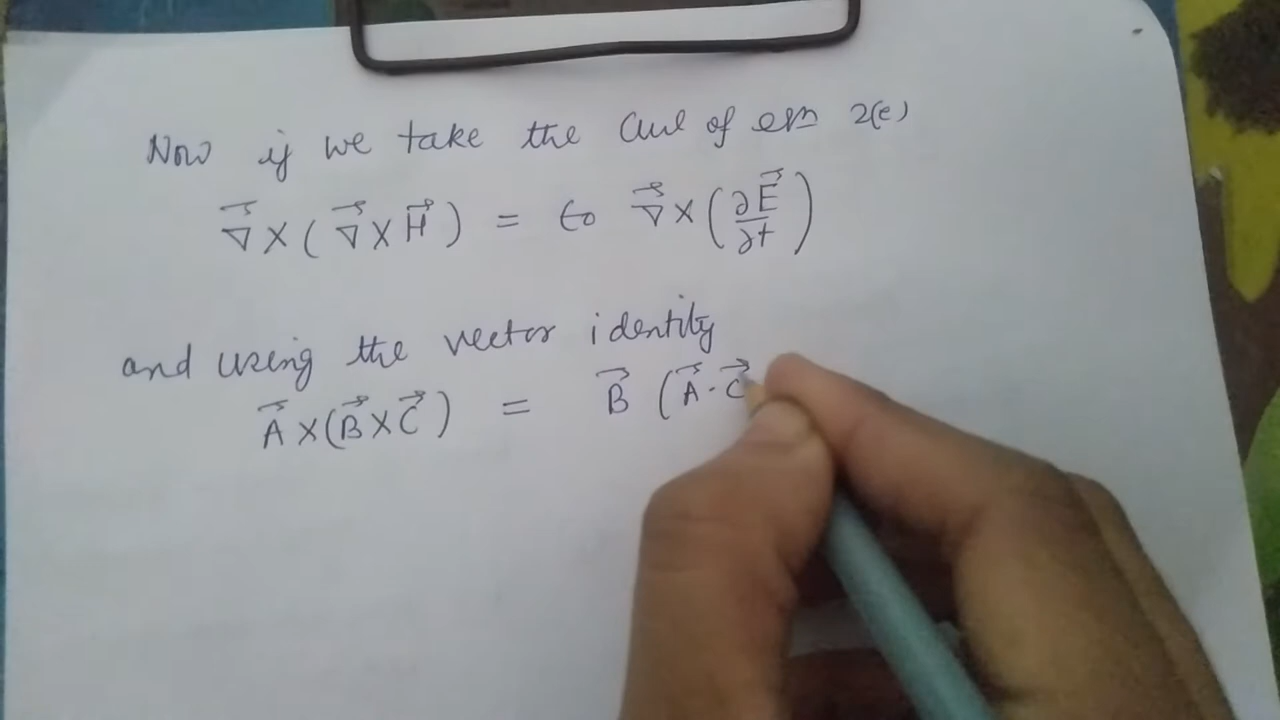 Now if we take the Curl of eqn 2(e)
∇⃗ × (∇⃗ × H⃗) = ϵ₀ ∇⃗ × (∂E⃗/∂t)
and using the vector identity
A⃗ × (B⃗ × C⃗) = B⃗ (A⃗ · C⃗